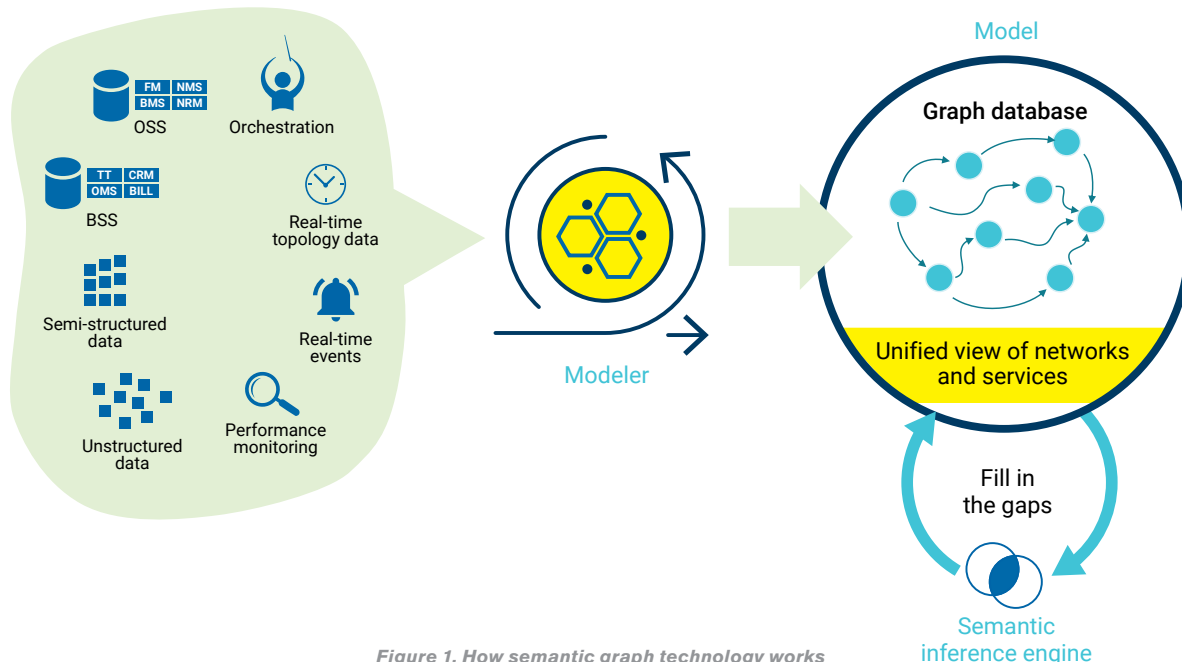 Model
FM NMS
BMS NRM
OSS
Orchestration
TT CRM
OMS BILL
BSS
Real-time
topology data
Semi-structured
data
Real-time
events
Unstructured
data
Performance
monitoring
Modeler
Graph database
Unified view of networks
and services
Fill in
the gaps
Semantic
inference engine
Figure 1. How semantic graph technology works